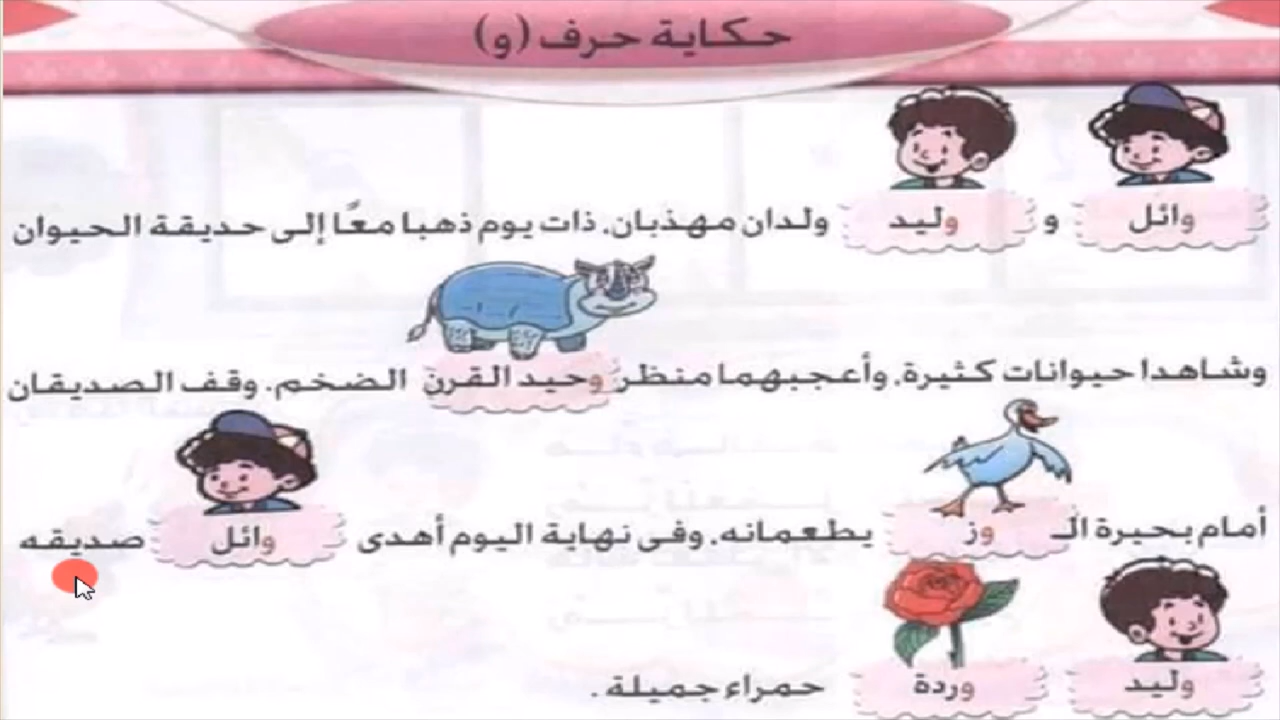 حكاية حرف (و)
وائل و وليد ولدان مهذبان. ذات يوم ذهبا معًا إلى حديقة الحيوان
وشاهدا حيوانات كثيرة، وأعجبهما منظر وحيد القرن الضخم. وقف الصديقان
أمام بحيرة الـ وز يطعمانه. وفى نهاية اليوم أهدى وائل صديقه
وليد وردة حمراء جميلة .